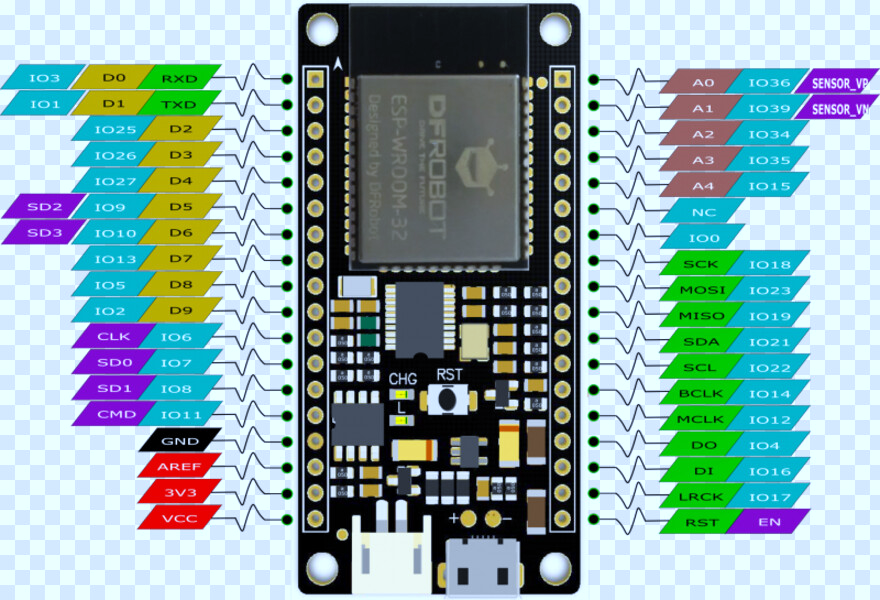 IO3 D0 RXD
IO1 D1 TXD
IO25 D2
IO26 D3
IO27 D4
SD2 IO9 D5
SD3 IO10 D6
IO13 D7
IO5 D8
IO2 D9
CLK IO6
SD0 IO7
SD1 IO8
CMD IO11
GND
AREF
3V3
VCC
DFROBOT
DRIVE THE FUTURE
ESP-WROOM-32
Designed by DFRobot
CHG
RST
L
+ −
A0 IO36 SENSOR_VP
A1 IO39 SENSOR_VN
A2 IO34
A3 IO35
A4 IO15
NC
IO0
SCK IO18
MOSI IO23
MISO IO19
SDA IO21
SCL IO22
BCLK IO14
MCLK IO12
DO IO4
DI IO16
LRCK IO17
RST EN